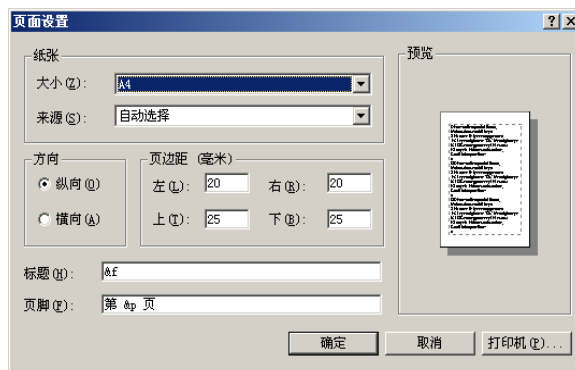 页面设置
纸张
大小(Z):
A4
来源(S):
自动选择
方向
纵向(O)
横向(A)
页边距 (毫米)
左(L): 20 右(R): 20
上(T): 25 下(B): 25
标题(H): &f
页脚(F): 第 &p 页
预览
确定 取消 打印机(P)...